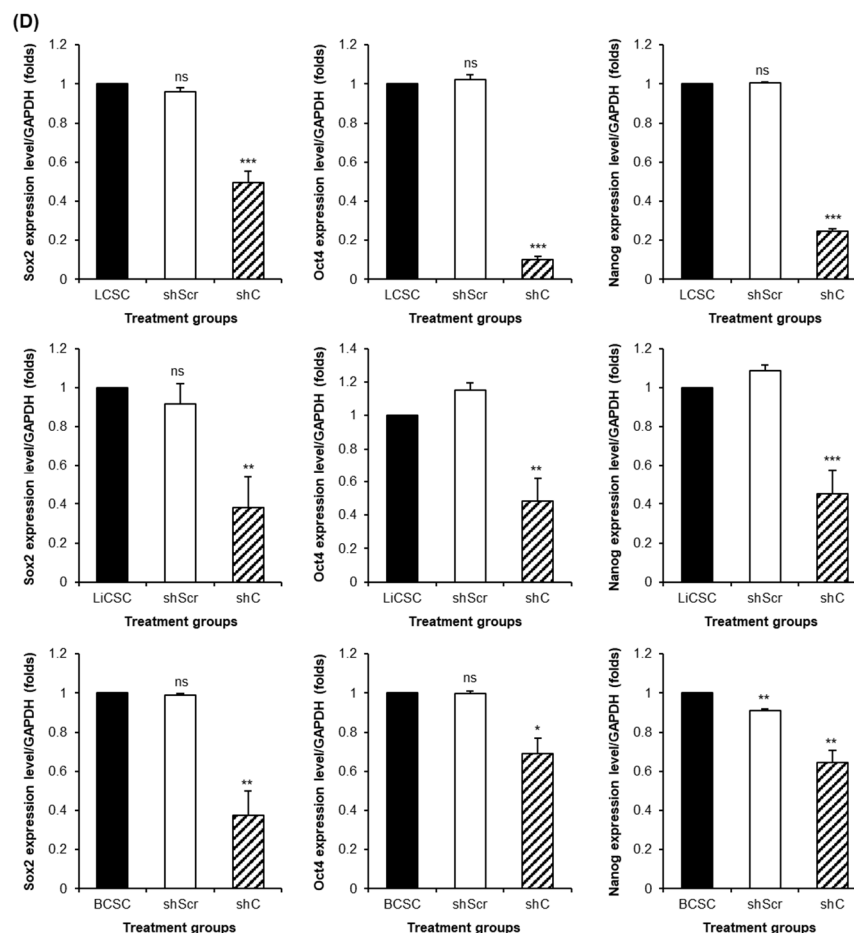 (D)
Sox2 expression level/GAPDH (folds)
1.2
1
0.8
0.6
0.4
0.2
0
ns
***
LCSC shScr shC
Treatment groups
Oct4 expression level/GAPDH (folds)
1.2
1
0.8
0.6
0.4
0.2
0
ns
***
LCSC shScr shC
Treatment groups
Nanog expression level/GAPDH (folds)
1.2
1
0.8
0.6
0.4
0.2
0
ns
***
LCSC shScr shC
Treatment groups
Sox2 expression level/GAPDH (folds)
1.2
1
0.8
0.6
0.4
0.2
0
ns
**
LiCSC shScr shC
Treatment groups
Oct4 expression level/GAPDH (folds)
1.4
1.2
1
0.8
0.6
0.4
0.2
0
**
LiCSC shScr shC
Treatment groups
Nanog expression level/GAPDH (folds)
1.2
1
0.8
0.6
0.4
0.2
0
***
LiCSC shScr shC
Treatment groups
Sox2 expression level/GAPDH (folds)
1.2
1
0.8
0.6
0.4
0.2
0
ns
**
BCSC shScr shC
Treatment groups
Oct4 expression level/GAPDH (folds)
1.2
1
0.8
0.6
0.4
0.2
0
ns
*
BCSC shScr shC
Treatment groups
Nanog expression level/GAPDH (folds)
1.2
1
0.8
0.6
0.4
0.2
0
**
**
BCSC shScr shC
Treatment groups